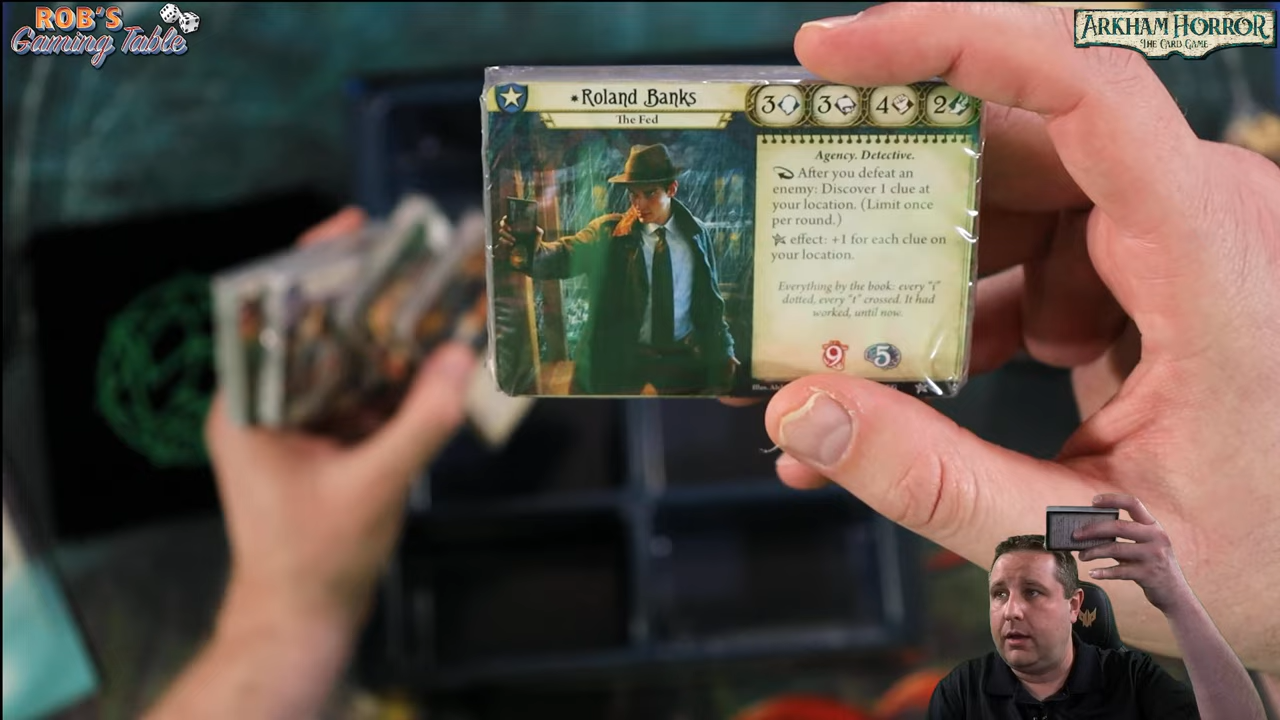 ROB'S
Gaming Table
ARKHAM HORROR
THE CARD GAME
Roland Banks
The Fed
3 3 4 2
Agency. Detective.
After you defeat an
enemy: Discover 1 clue at
your location. (Limit once
per round.)
effect: +1 for each clue on
your location.
Everything by the book: every "i"
dotted, every "t" crossed. It had
worked, until now.
9 5
Illus.